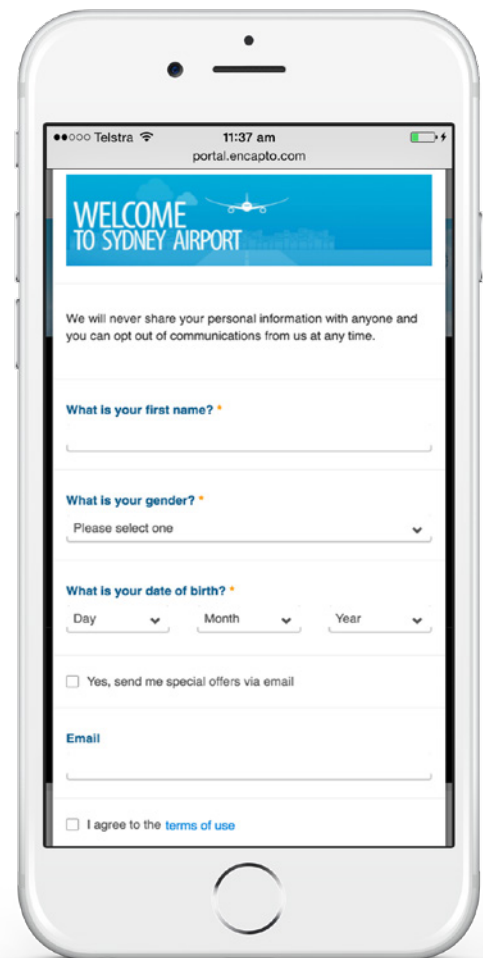 Telstra 11:37 am
portal.encapto.com
WELCOME
TO SYDNEY AIRPORT
We will never share your personal information with anyone and
you can opt out of communications from us at any time.
What is your first name? *
What is your gender? *
Please select one
What is your date of birth? *
Day Month Year
Yes, send me special offers via email
Email
I agree to the terms of use